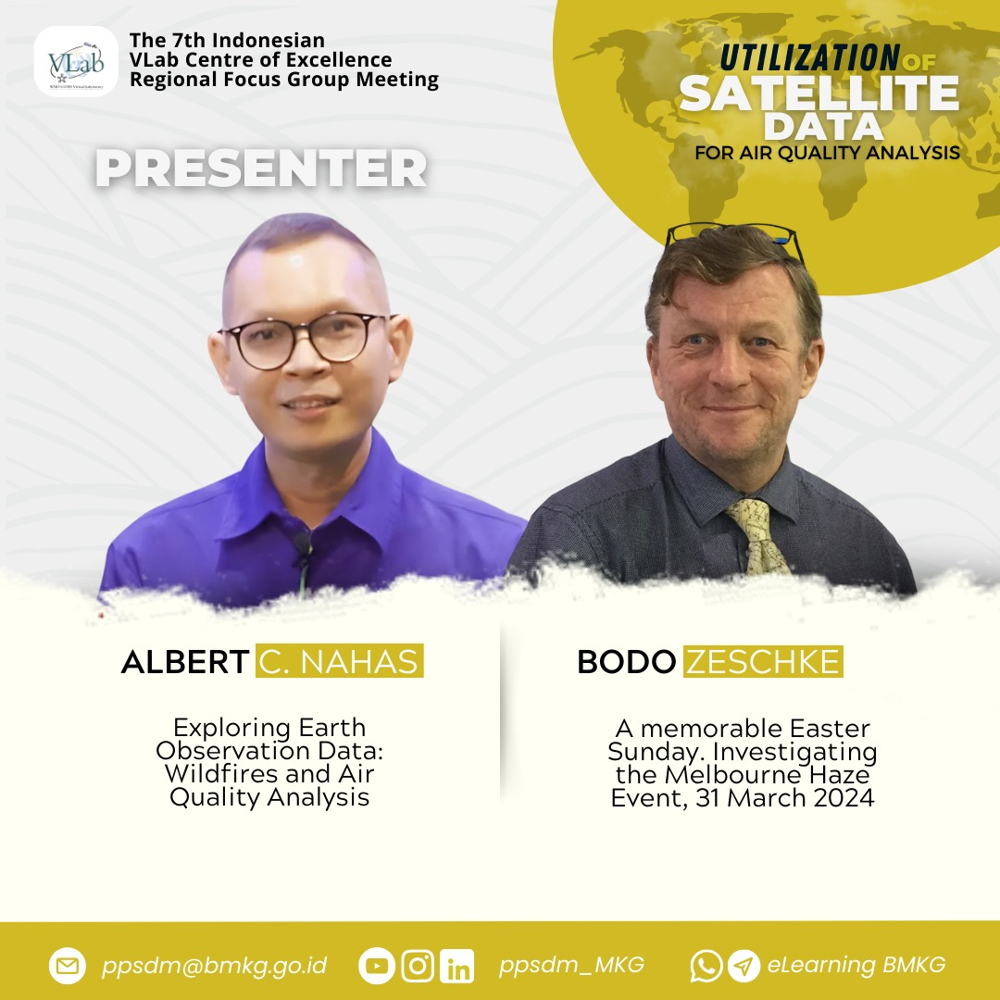 VLab
The 7th Indonesian
VLab Centre of Excellence
Regional Focus Group Meeting
UTILIZATION OF
SATELLITE
DATA
FOR AIR QUALITY ANALYSIS
PRESENTER
ALBERT C. NAHAS
Exploring Earth
Observation Data:
Wildfires and Air
Quality Analysis
BODO ZESCHKE
A memorable Easter
Sunday. Investigating
the Melbourne Haze
Event, 31 March 2024
ppsdm@bmkg.go.id
ppsdm_MKG
eLearning BMKG